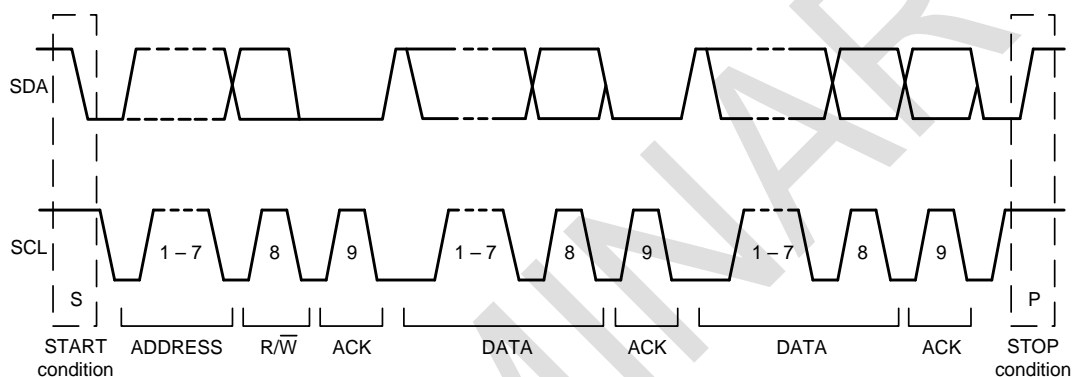 SDA
SCL
1 – 7
8
9
1 – 7
8
9
1 – 7
8
9
S
P
START
condition
ADDRESS
R/W̅
ACK
DATA
ACK
DATA
ACK
STOP
condition